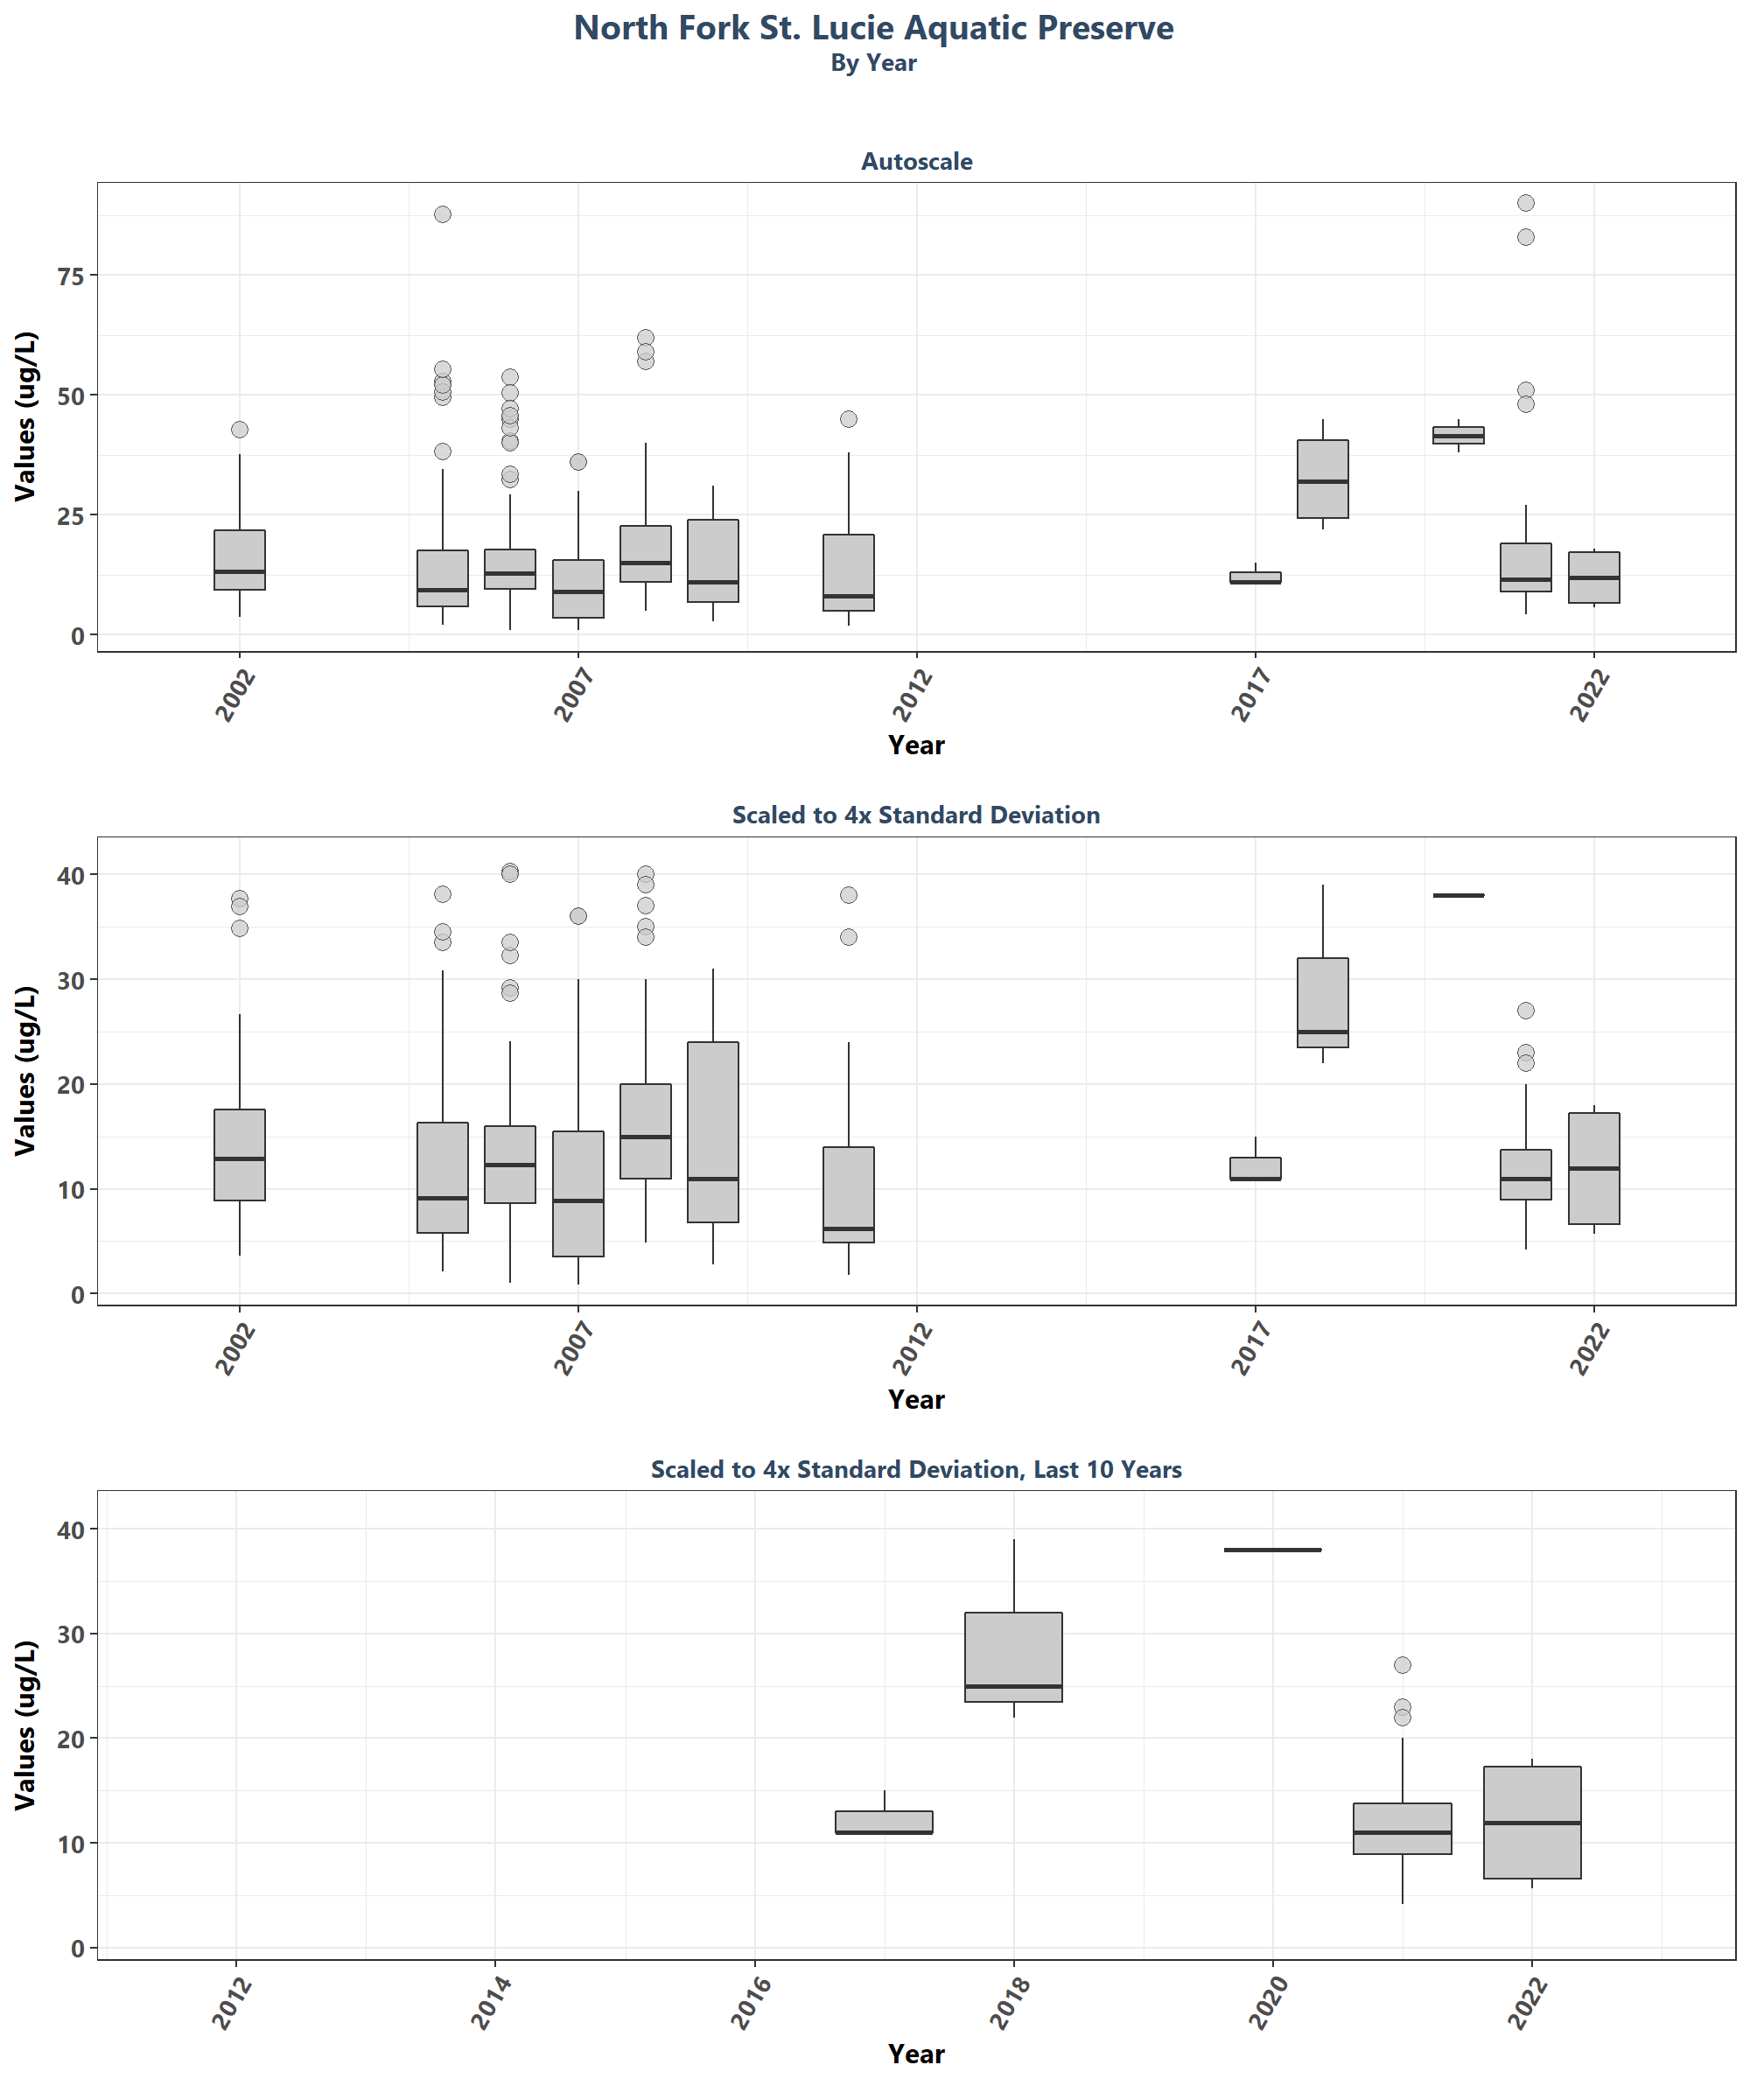 North Fork St. Lucie Aquatic Preserve
By Year
Autoscale
Values (ug/L)
75
50
25
0
2002
2007
2012
2017
2022
Year
Scaled to 4x Standard Deviation
Values (ug/L)
40
30
20
10
0
2002
2007
2012
2017
2022
Year
Scaled to 4x Standard Deviation, Last 10 Years
Values (ug/L)
40
30
20
10
0
2012
2014
2016
2018
2020
2022
Year